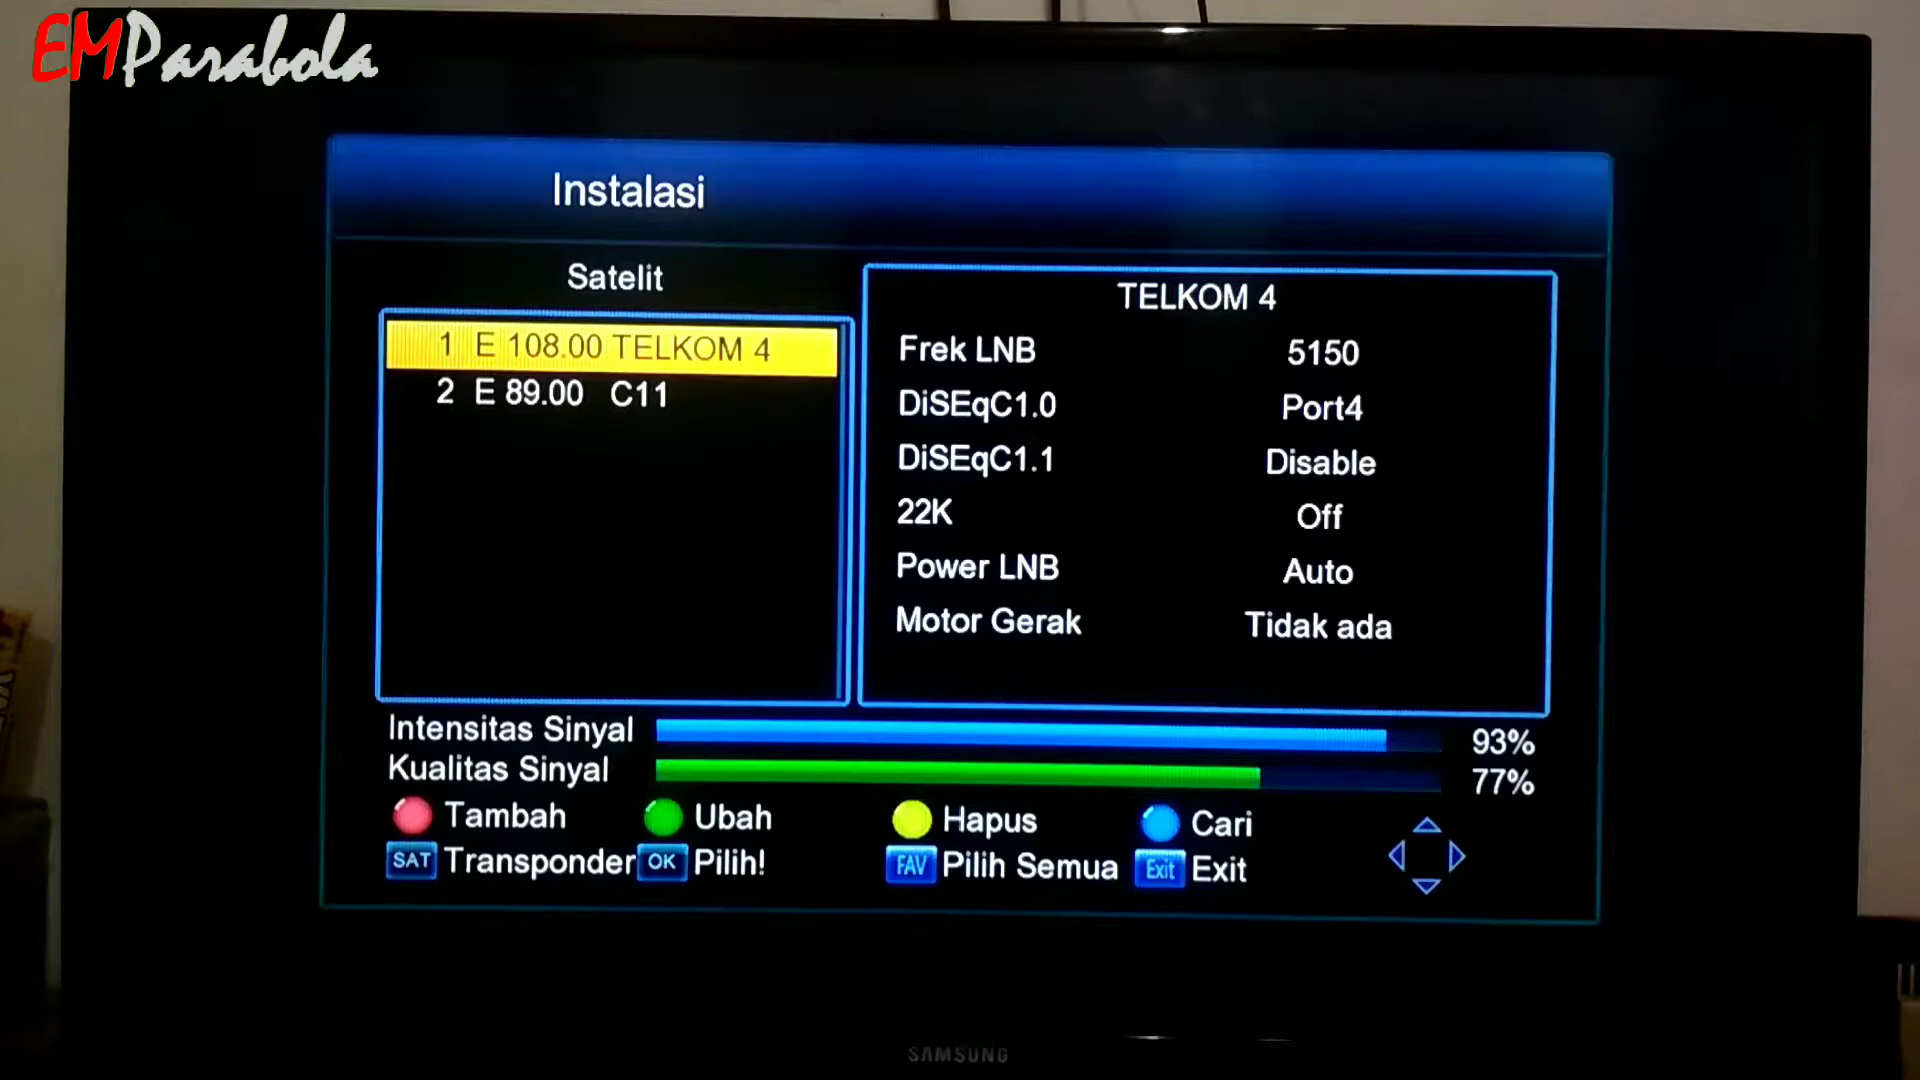 EMParabola
Instalasi
Satelit
1 E 108.00 TELKOM 4
2 E 89.00 C11
TELKOM 4
Frek LNB 5150
DiSEqC1.0 Port4
DiSEqC1.1 Disable
22K Off
Power LNB Auto
Motor Gerak Tidak ada
Intensitas Sinyal 93%
Kualitas Sinyal 77%
Tambah Ubah Hapus Cari
SAT Transponder OK Pilih! FAV Pilih Semua Exit Exit
SAMSUNG